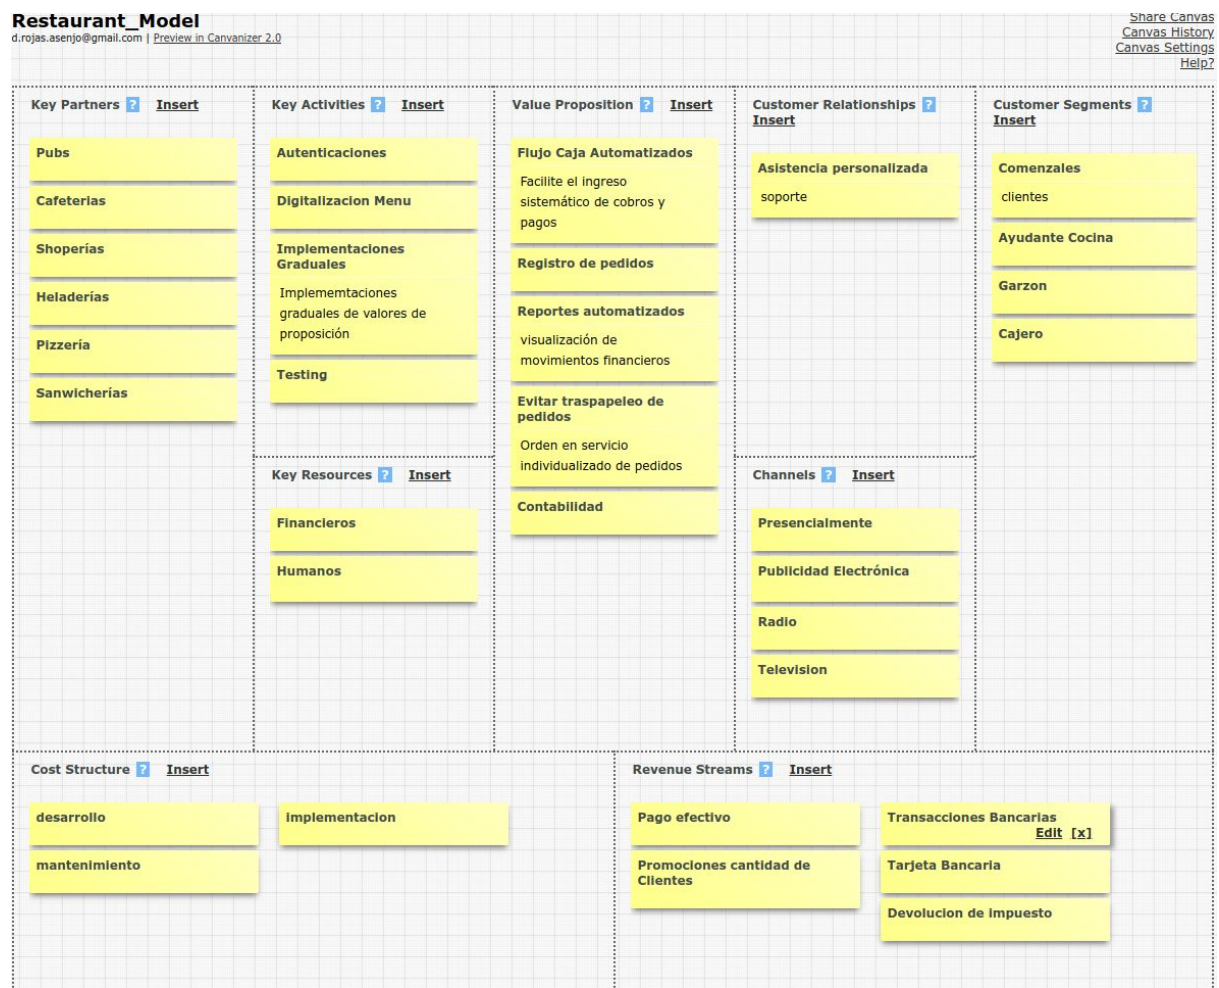 Restaurant_Model
d.rojas.asenjo@gmail.com | Preview in Canvanizer 2.0
Share Canvas
Canvas History
Canvas Settings
Help?
Key Partners ? Insert
Pubs
Cafeterias
Shoperías
Heladerías
Pizzería
Sanwicherías
Key Activities ? Insert
Autenticaciones
Digitalizacion Menu
Implementaciones
Graduales
Implememtaciones
graduales de valores de
proposición
Testing
Key Resources ? Insert
Financieros
Humanos
Value Proposition ? Insert
Flujo Caja Automatizados
Facilite el ingreso
sistemático de cobros y
pagos
Registro de pedidos
Reportes automatizados
visualización de
movimientos financieros
Evitar traspapeleo de
pedidos
Orden en servicio
individualizado de pedidos
Contabilidad
Customer Relationships ?
Insert
Asistencia personalizada
soporte
Channels ? Insert
Presencialmente
Publicidad Electrónica
Radio
Television
Customer Segments ?
Insert
Comenzales
clientes
Ayudante Cocina
Garzon
Cajero
Cost Structure ? Insert
desarrollo
implementacion
mantenimiento
Revenue Streams ? Insert
Pago efectivo
Promociones cantidad de
Clientes
Transacciones Bancarias
Edit [x]
Tarjeta Bancaria
Devolucion de impuesto